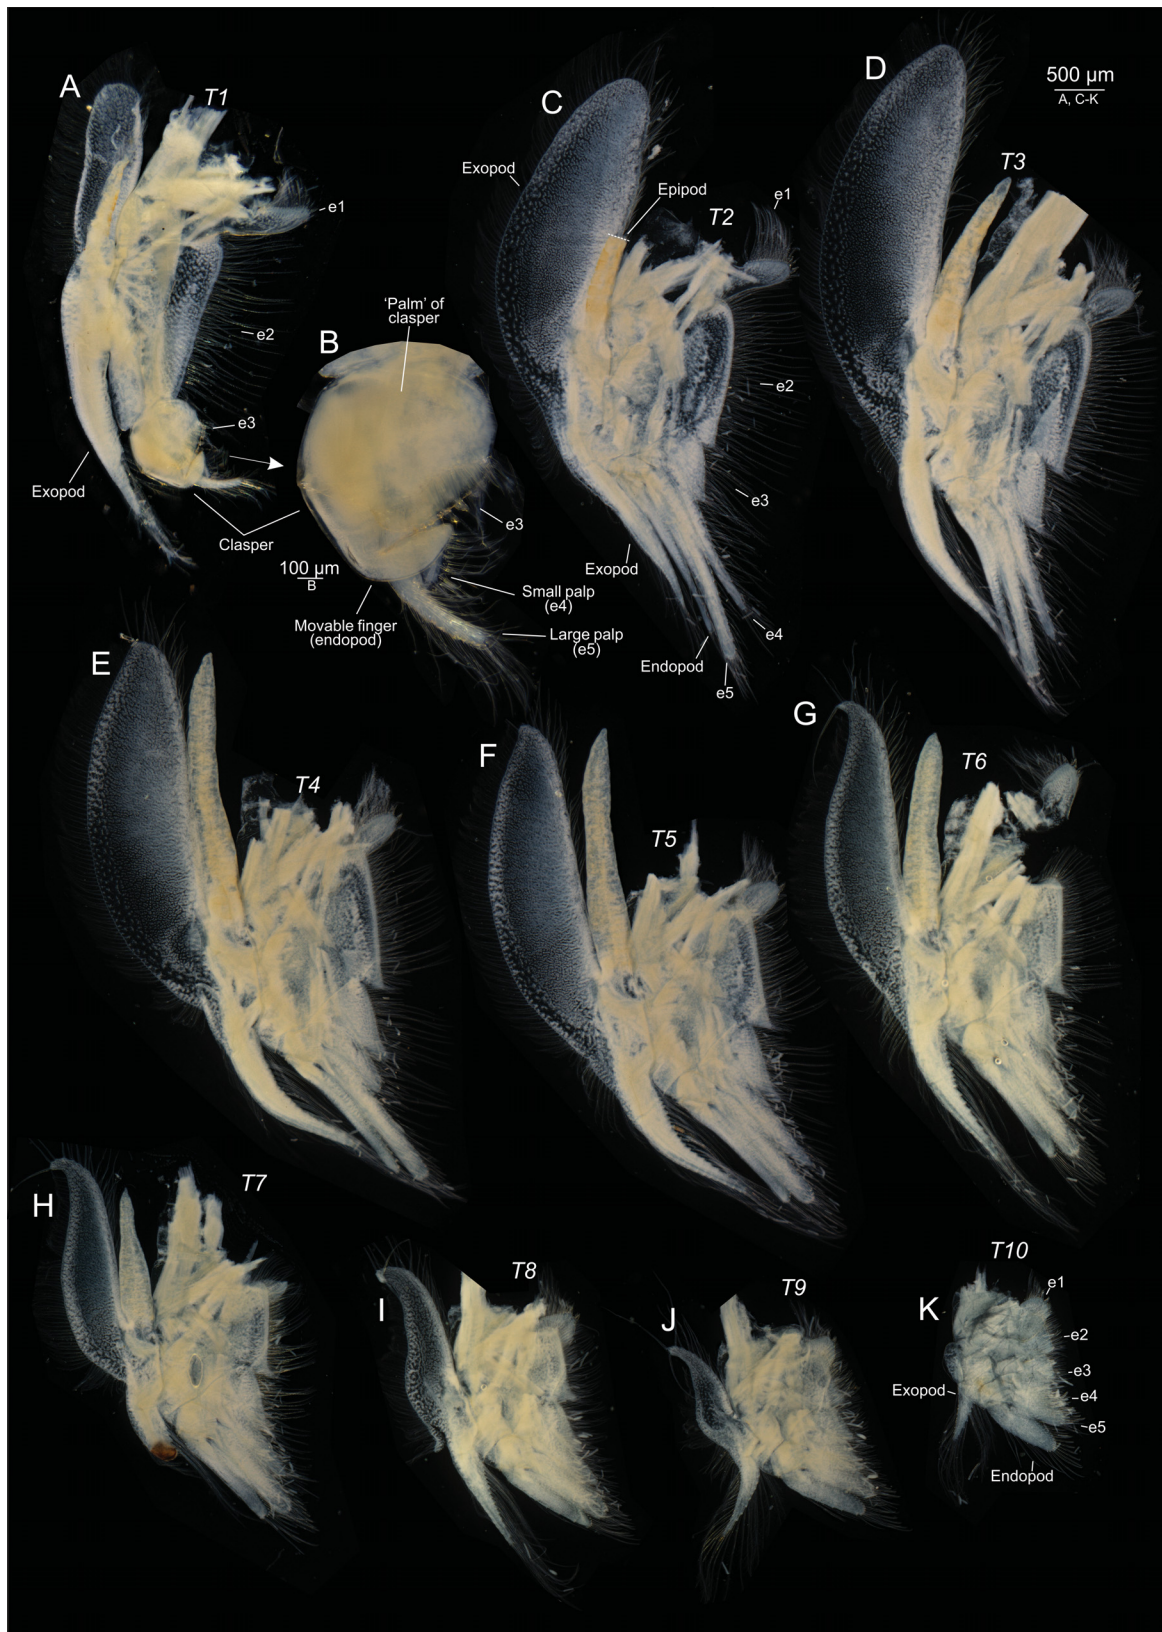 A
T1
e1
e2
e3
Exopod
Clasper
B
'Palm' of
clasper
e3
100 µm
B
Small palp
(e4)
Large palp
(e5)
Movable finger
(endopod)
C
Exopod
Epipod
T2
e1
e2
e3
Exopod
e4
Endopod
e5
D
500 µm
A, C-K
T3
E
T4
F
T5
G
T6
H
T7
I
T8
J
T9
K
T10
e1
e2
e3
e4
e5
Exopod
Endopod